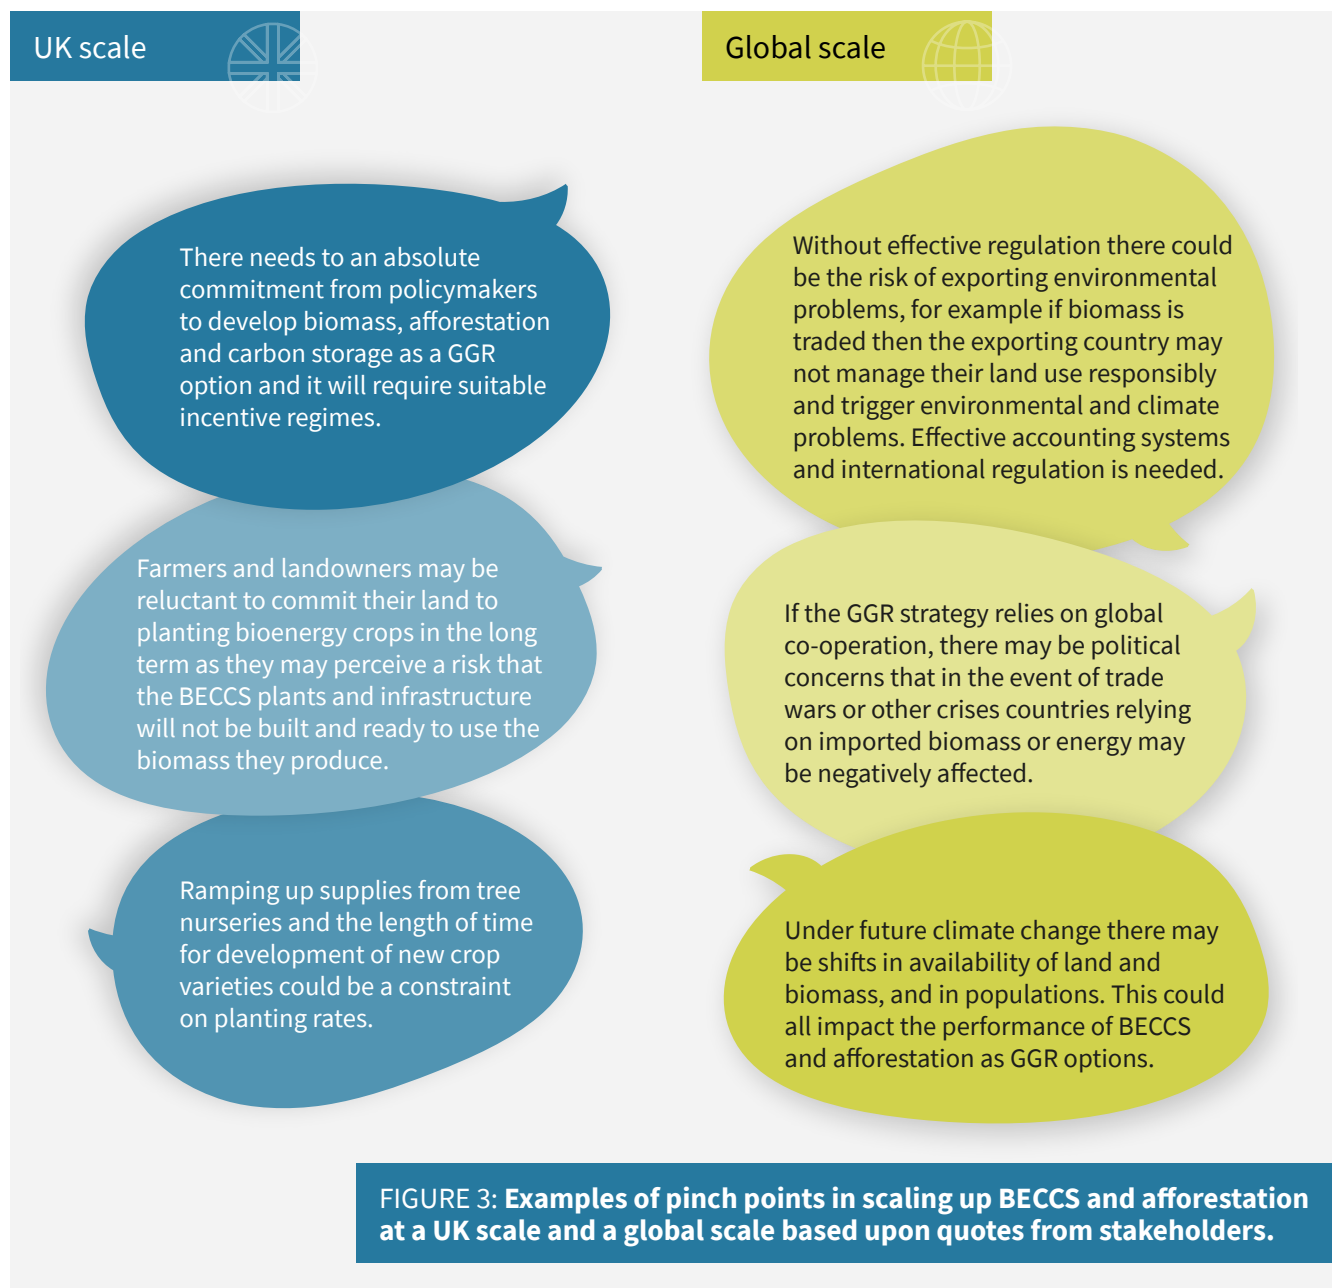 UK scale
There needs to an absolute
commitment from policymakers
to develop biomass, afforestation
and carbon storage as a GGR
option and it will require suitable
incentive regimes.
Farmers and landowners may be
reluctant to commit their land to
planting bioenergy crops in the long
term as they may perceive a risk that
the BECCS plants and infrastructure
will not be built and ready to use the
biomass they produce.
Ramping up supplies from tree
nurseries and the length of time
for development of new crop
varieties could be a constraint
on planting rates.
Global scale
Without effective regulation there could
be the risk of exporting environmental
problems, for example if biomass is
traded then the exporting country may
not manage their land use responsibly
and trigger environmental and climate
problems. Effective accounting systems
and international regulation is needed.
If the GGR strategy relies on global
co-operation, there may be political
concerns that in the event of trade
wars or other crises countries relying
on imported biomass or energy may
be negatively affected.
Under future climate change there may
be shifts in availability of land and
biomass, and in populations. This could
all impact the performance of BECCS
and afforestation as GGR options.
FIGURE 3: Examples of pinch points in scaling up BECCS and afforestation
at a UK scale and a global scale based upon quotes from stakeholders.